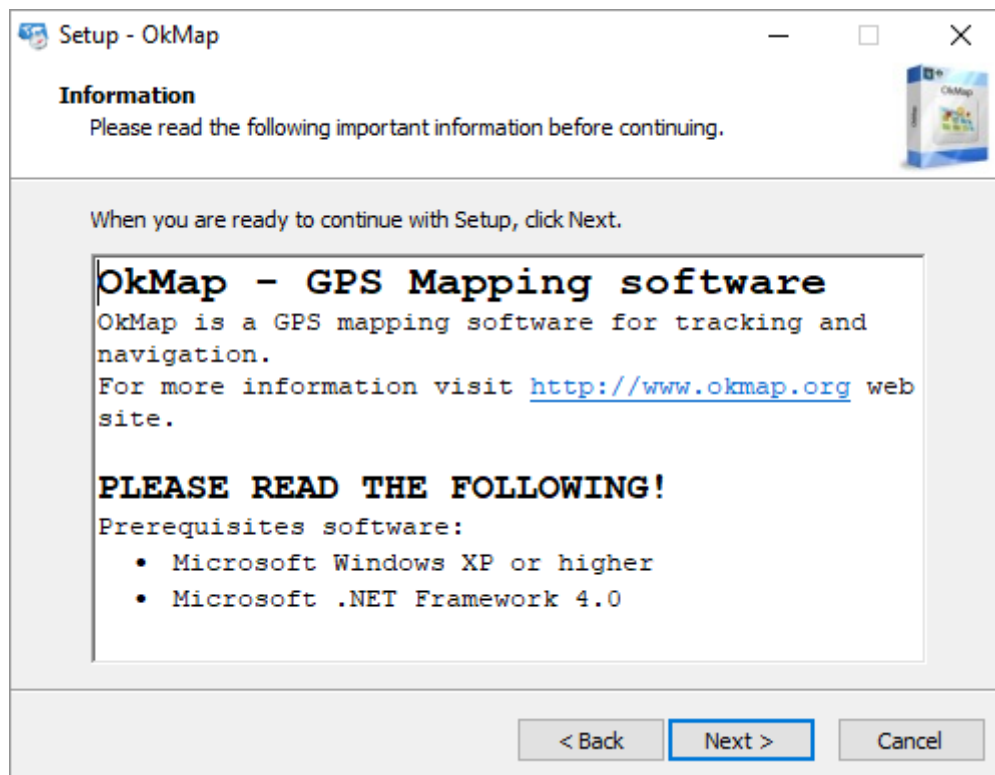 Setup - OkMap
Information
Please read the following important information before continuing.
OkMap
OkMap
When you are ready to continue with Setup, click Next.
OkMap - GPS Mapping software
OkMap is a GPS mapping software for tracking and
navigation.
For more information visit http://www.okmap.org web
site.
PLEASE READ THE FOLLOWING!
Prerequisites software:
• Microsoft Windows XP or higher
• Microsoft .NET Framework 4.0
< Back
Next >
Cancel